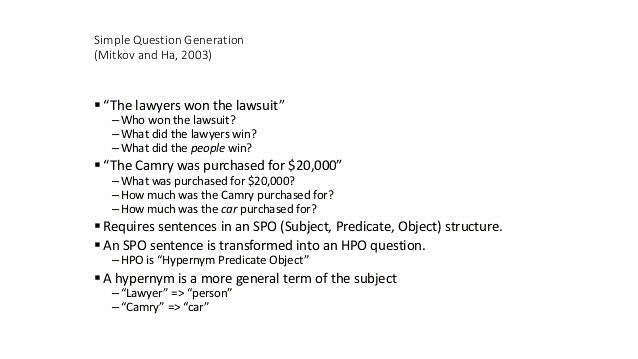 Simple Question Generation
(Mitkov and Ha, 2003)
▪ “The lawyers won the lawsuit”
– Who won the lawsuit?
– What did the lawyers win?
– What did the people win?
▪ “The Camry was purchased for $20,000”
– What was purchased for $20,000?
– How much was the Camry purchased for?
– How much was the car purchased for?
▪ Requires sentences in an SPO (Subject, Predicate, Object) structure.
▪ An SPO sentence is transformed into an HPO question.
– HPO is “Hypernym Predicate Object”
▪ A hypernym is a more general term of the subject
– “Lawyer” => “person”
– “Camry” => “car”